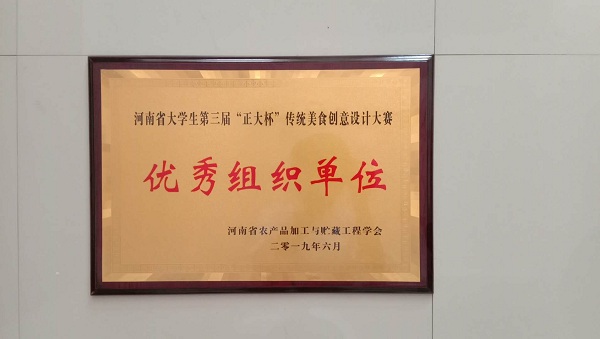 河南省大学生第三届“正大杯”传统美食创意设计大赛
优秀组织单位
河南省农产品加工与贮藏工程学会
二零一九年六月